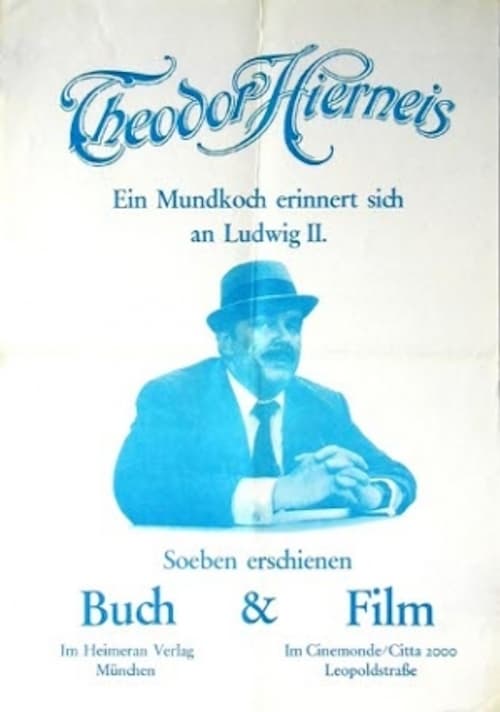 Theodor Hierneis
Ein Mundkoch erinnert sich
an Ludwig II.
Soeben erschienen
Buch & Film
Im Heimeran Verlag
München
Im Cinemonde/Citta 2000
Leopoldstraße